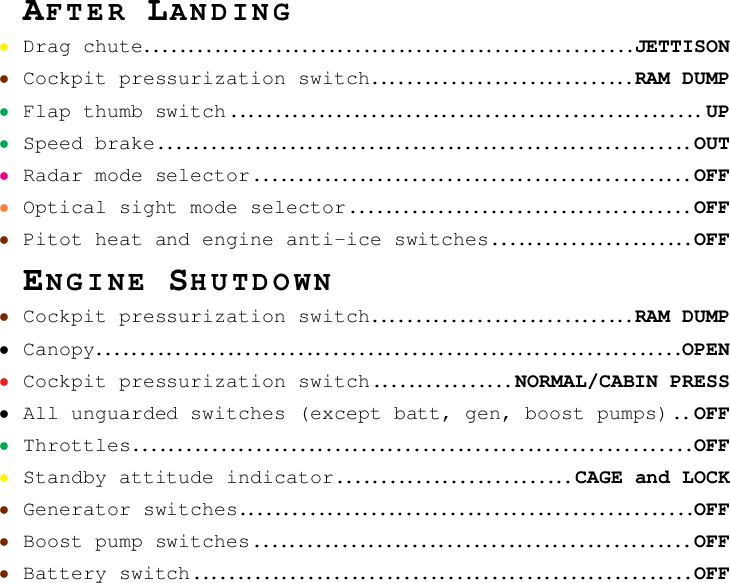 AFTER LANDING
• Drag chute........................................................JETTISON
• Cockpit pressurization switch..............................RAM DUMP
• Flap thumb switch......................................................UP
• Speed brake.............................................................OUT
• Radar mode selector..................................................OFF
• Optical sight mode selector.......................................OFF
• Pitot heat and engine anti-ice switches.......................OFF
ENGINE SHUTDOWN
• Cockpit pressurization switch..............................RAM DUMP
• Canopy...................................................................OPEN
• Cockpit pressurization switch................NORMAL/CABIN PRESS
• All unguarded switches (except batt, gen, boost pumps)..OFF
• Throttles................................................................OFF
• Standby attitude indicator...........................CAGE and LOCK
• Generator switches....................................................OFF
• Boost pump switches..................................................OFF
• Battery switch.........................................................OFF